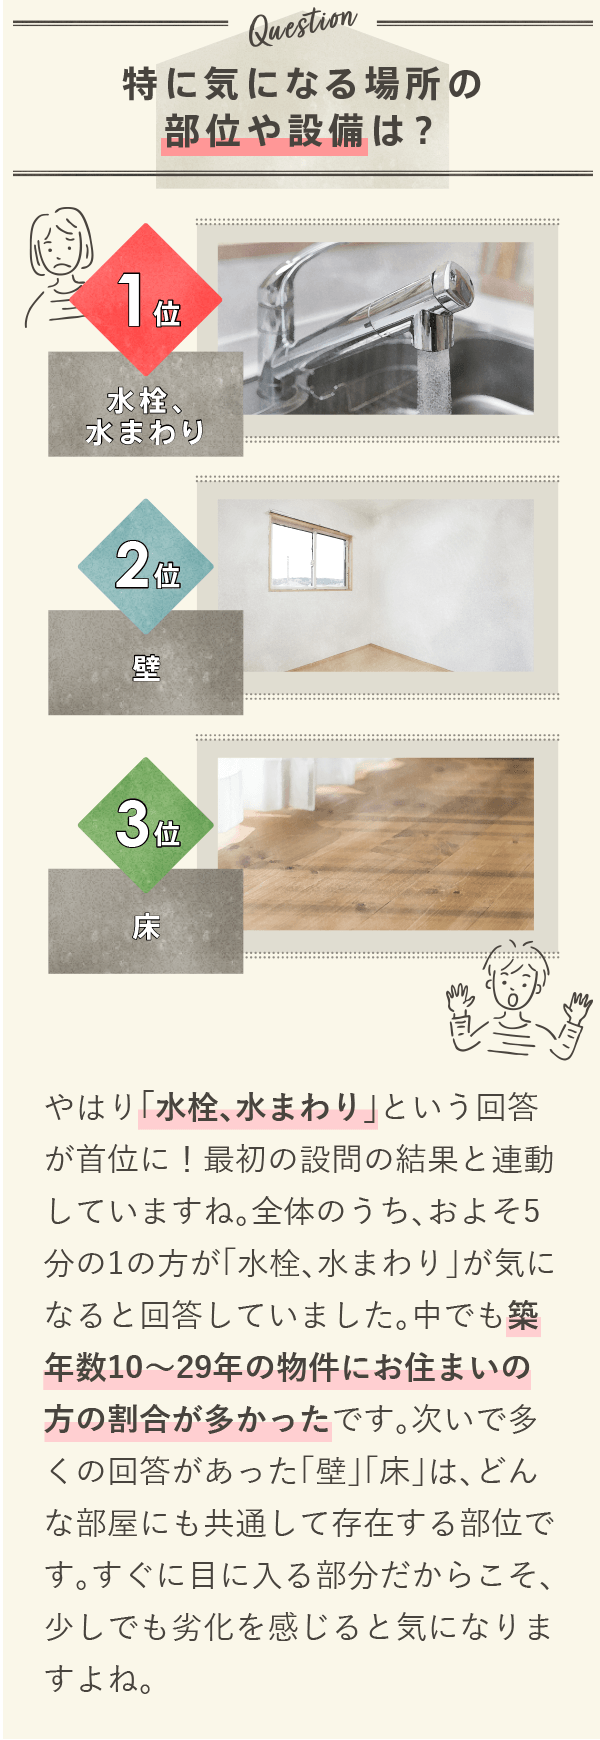 Question
特に気になる場所の
部位や設備は？
1位
水栓、
水まわり
2位
壁
3位
床
やはり「水栓、水まわり」という回答
が首位に！最初の設問の結果と連動
していますね。全体のうち、およそ5
分の1の方が「水栓、水まわり」が気に
なると回答していました。中でも築
年数10〜29年の物件にお住まいの
方の割合が多かったです。次いで多
くの回答があった「壁」「床」は、どん
な部屋にも共通して存在する部位で
す。すぐに目に入る部分だからこそ、
少しでも劣化を感じると気になりま
すよね。